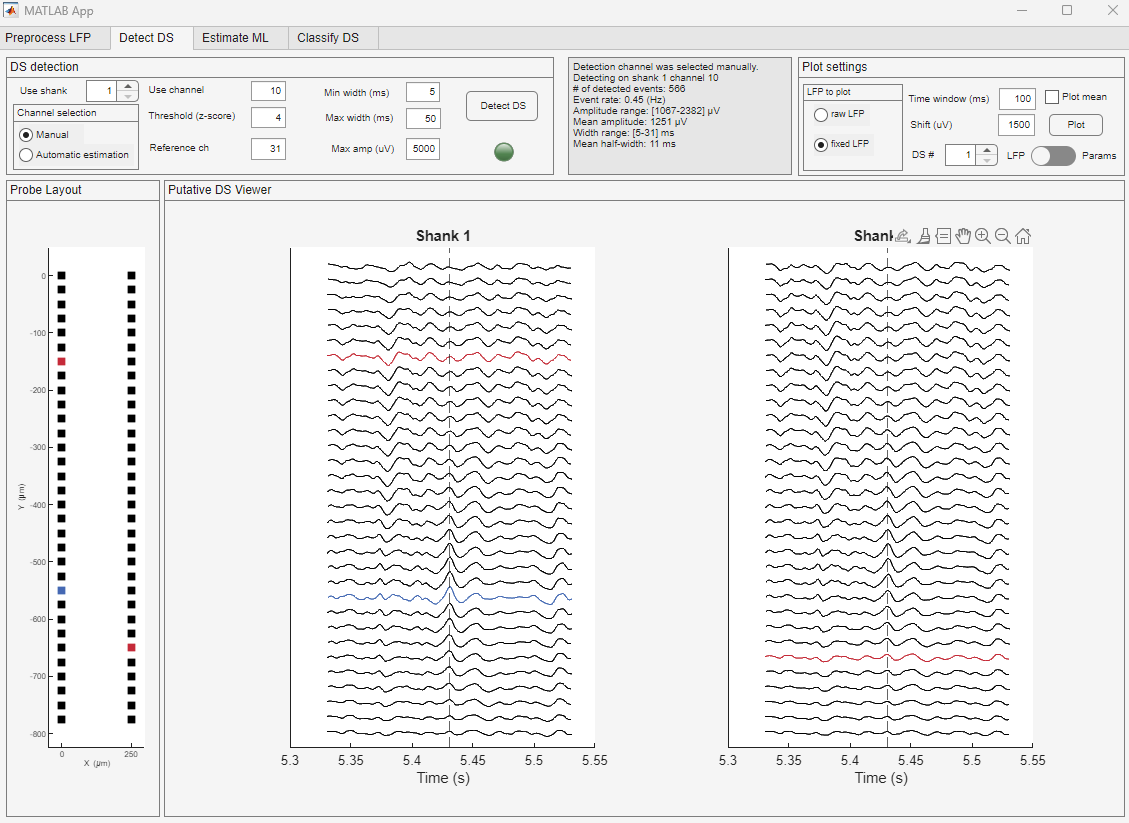 MATLAB App
Preprocess LFP
Detect DS
Estimate ML
Classify DS
DS detection
Use shank
1
Channel selection
Manual
Automatic estimation
Use channel
10
Threshold (z-score)
4
Reference ch
31
Min width (ms)
5
Max width (ms)
50
Max amp (uV)
5000
Detect DS
Detection channel was selected manually.
Detecting on shank 1 channel 10
# of detected events: 566
Event rate: 0.45 (Hz)
Amplitude range: [1067-2382] µV
Mean amplitude: 1251 µV
Width range: [5-31] ms
Mean half-width: 11 ms
Plot settings
LFP to plot
raw LFP
fixed LFP
Time window (ms)
100
Plot mean
Shift (uV)
1500
Plot
DS #
1
LFP
Params
Probe Layout
0
-100
-200
-300
-400
-500
-600
-700
-800
Y (µm)
0
250
X (µm)
Putative DS Viewer
Shank 1
5.3
5.35
5.4
5.45
5.5
5.55
Time (s)
Shank
5.3
5.35
5.4
5.45
5.5
5.55
Time (s)